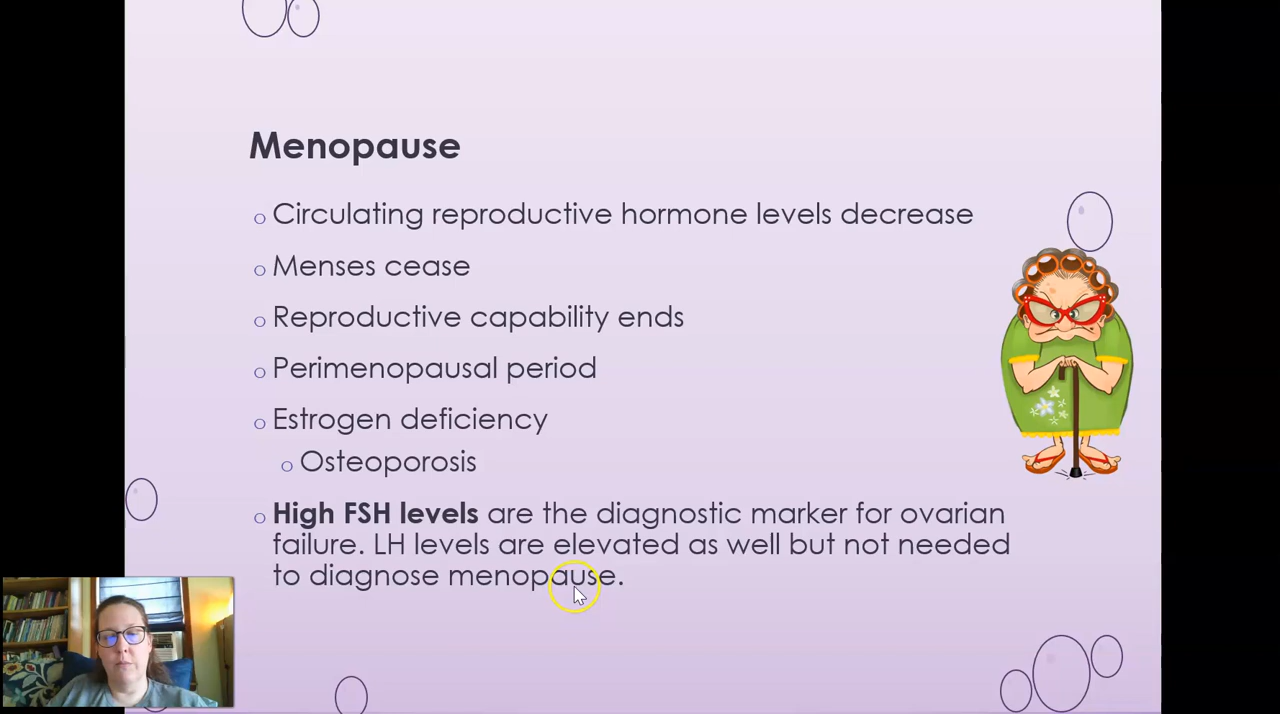 Menopause
Circulating reproductive hormone levels decrease
Menses cease
Reproductive capability ends
Perimenopausal period
Estrogen deficiency
Osteoporosis
High FSH levels are the diagnostic marker for ovarian
failure. LH levels are elevated as well but not needed
to diagnose menopause.